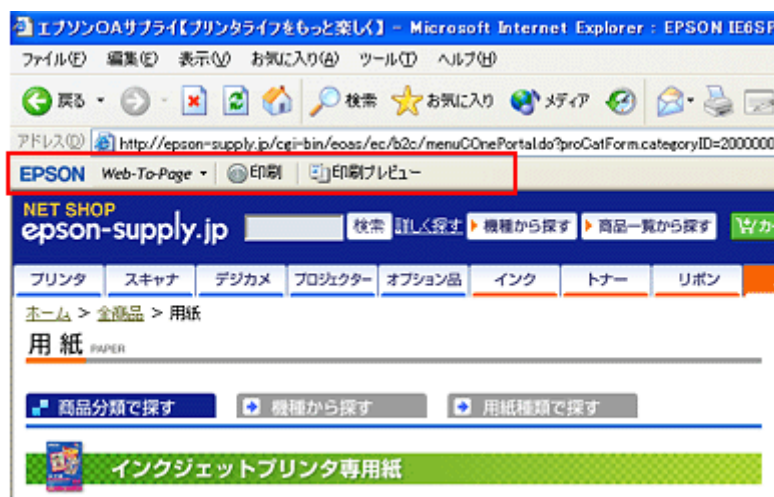 エプソンOAサプライ【プリンタライフをもっと楽しく】 - Microsoft Internet Explorer : EPSON IE6SP
ファイル(F) 編集(E) 表示(V) お気に入り(A) ツール(T) ヘルプ(H)
戻る 検索 お気に入り メディア
アドレス(D) http://epson-supply.jp/cgi-bin/eoas/ec/b2c/menuCOnePortal.do?proCatForm.categoryID=2000000
EPSON Web-To-Page 印刷 印刷プレビュー
NET SHOP
epson-supply.jp 検索 詳しく探す 機種から探す 商品一覧から探す カー
プリンタ スキャナ デジカメ プロジェクター オプション品 インク トナー リボン
ホーム > 全商品 > 用紙
用紙 PAPER
商品分類で探す 機種から探す 用紙種類で探す
インクジェットプリンタ専用紙